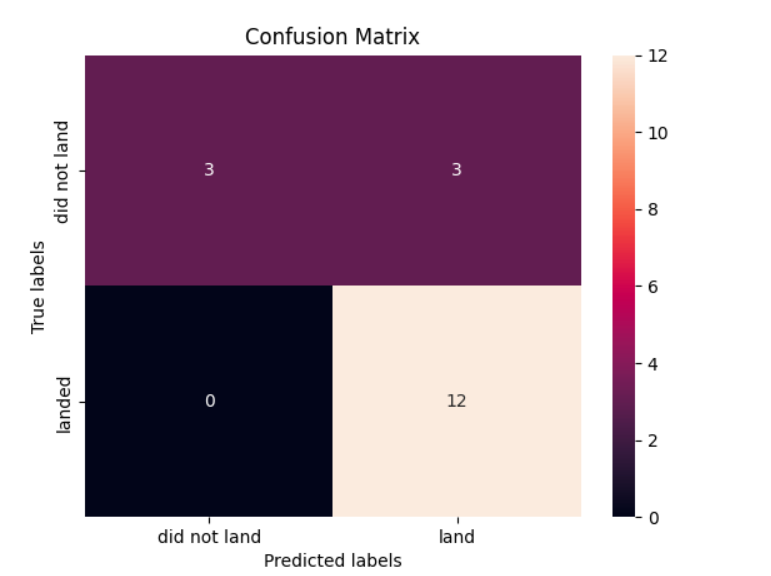 Confusion Matrix
True labels
did not land
landed
3
3
0
12
did not land
land
Predicted labels
12
10
8
6
4
2
0